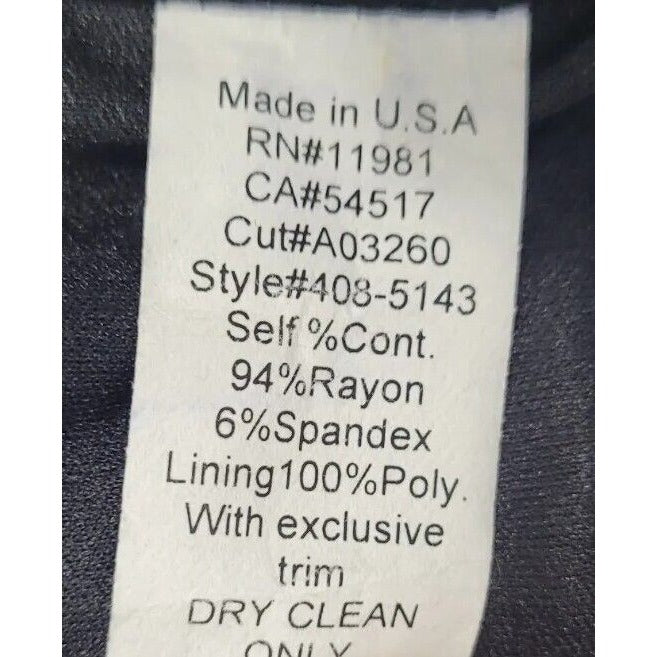 Made in U.S.A
RN#11981
CA#54517
Cut#A03260
Style#408-5143
Self %Cont.
94%Rayon
6%Spandex
Lining100%Poly.
With exclusive
trim
DRY CLEAN
ONLY